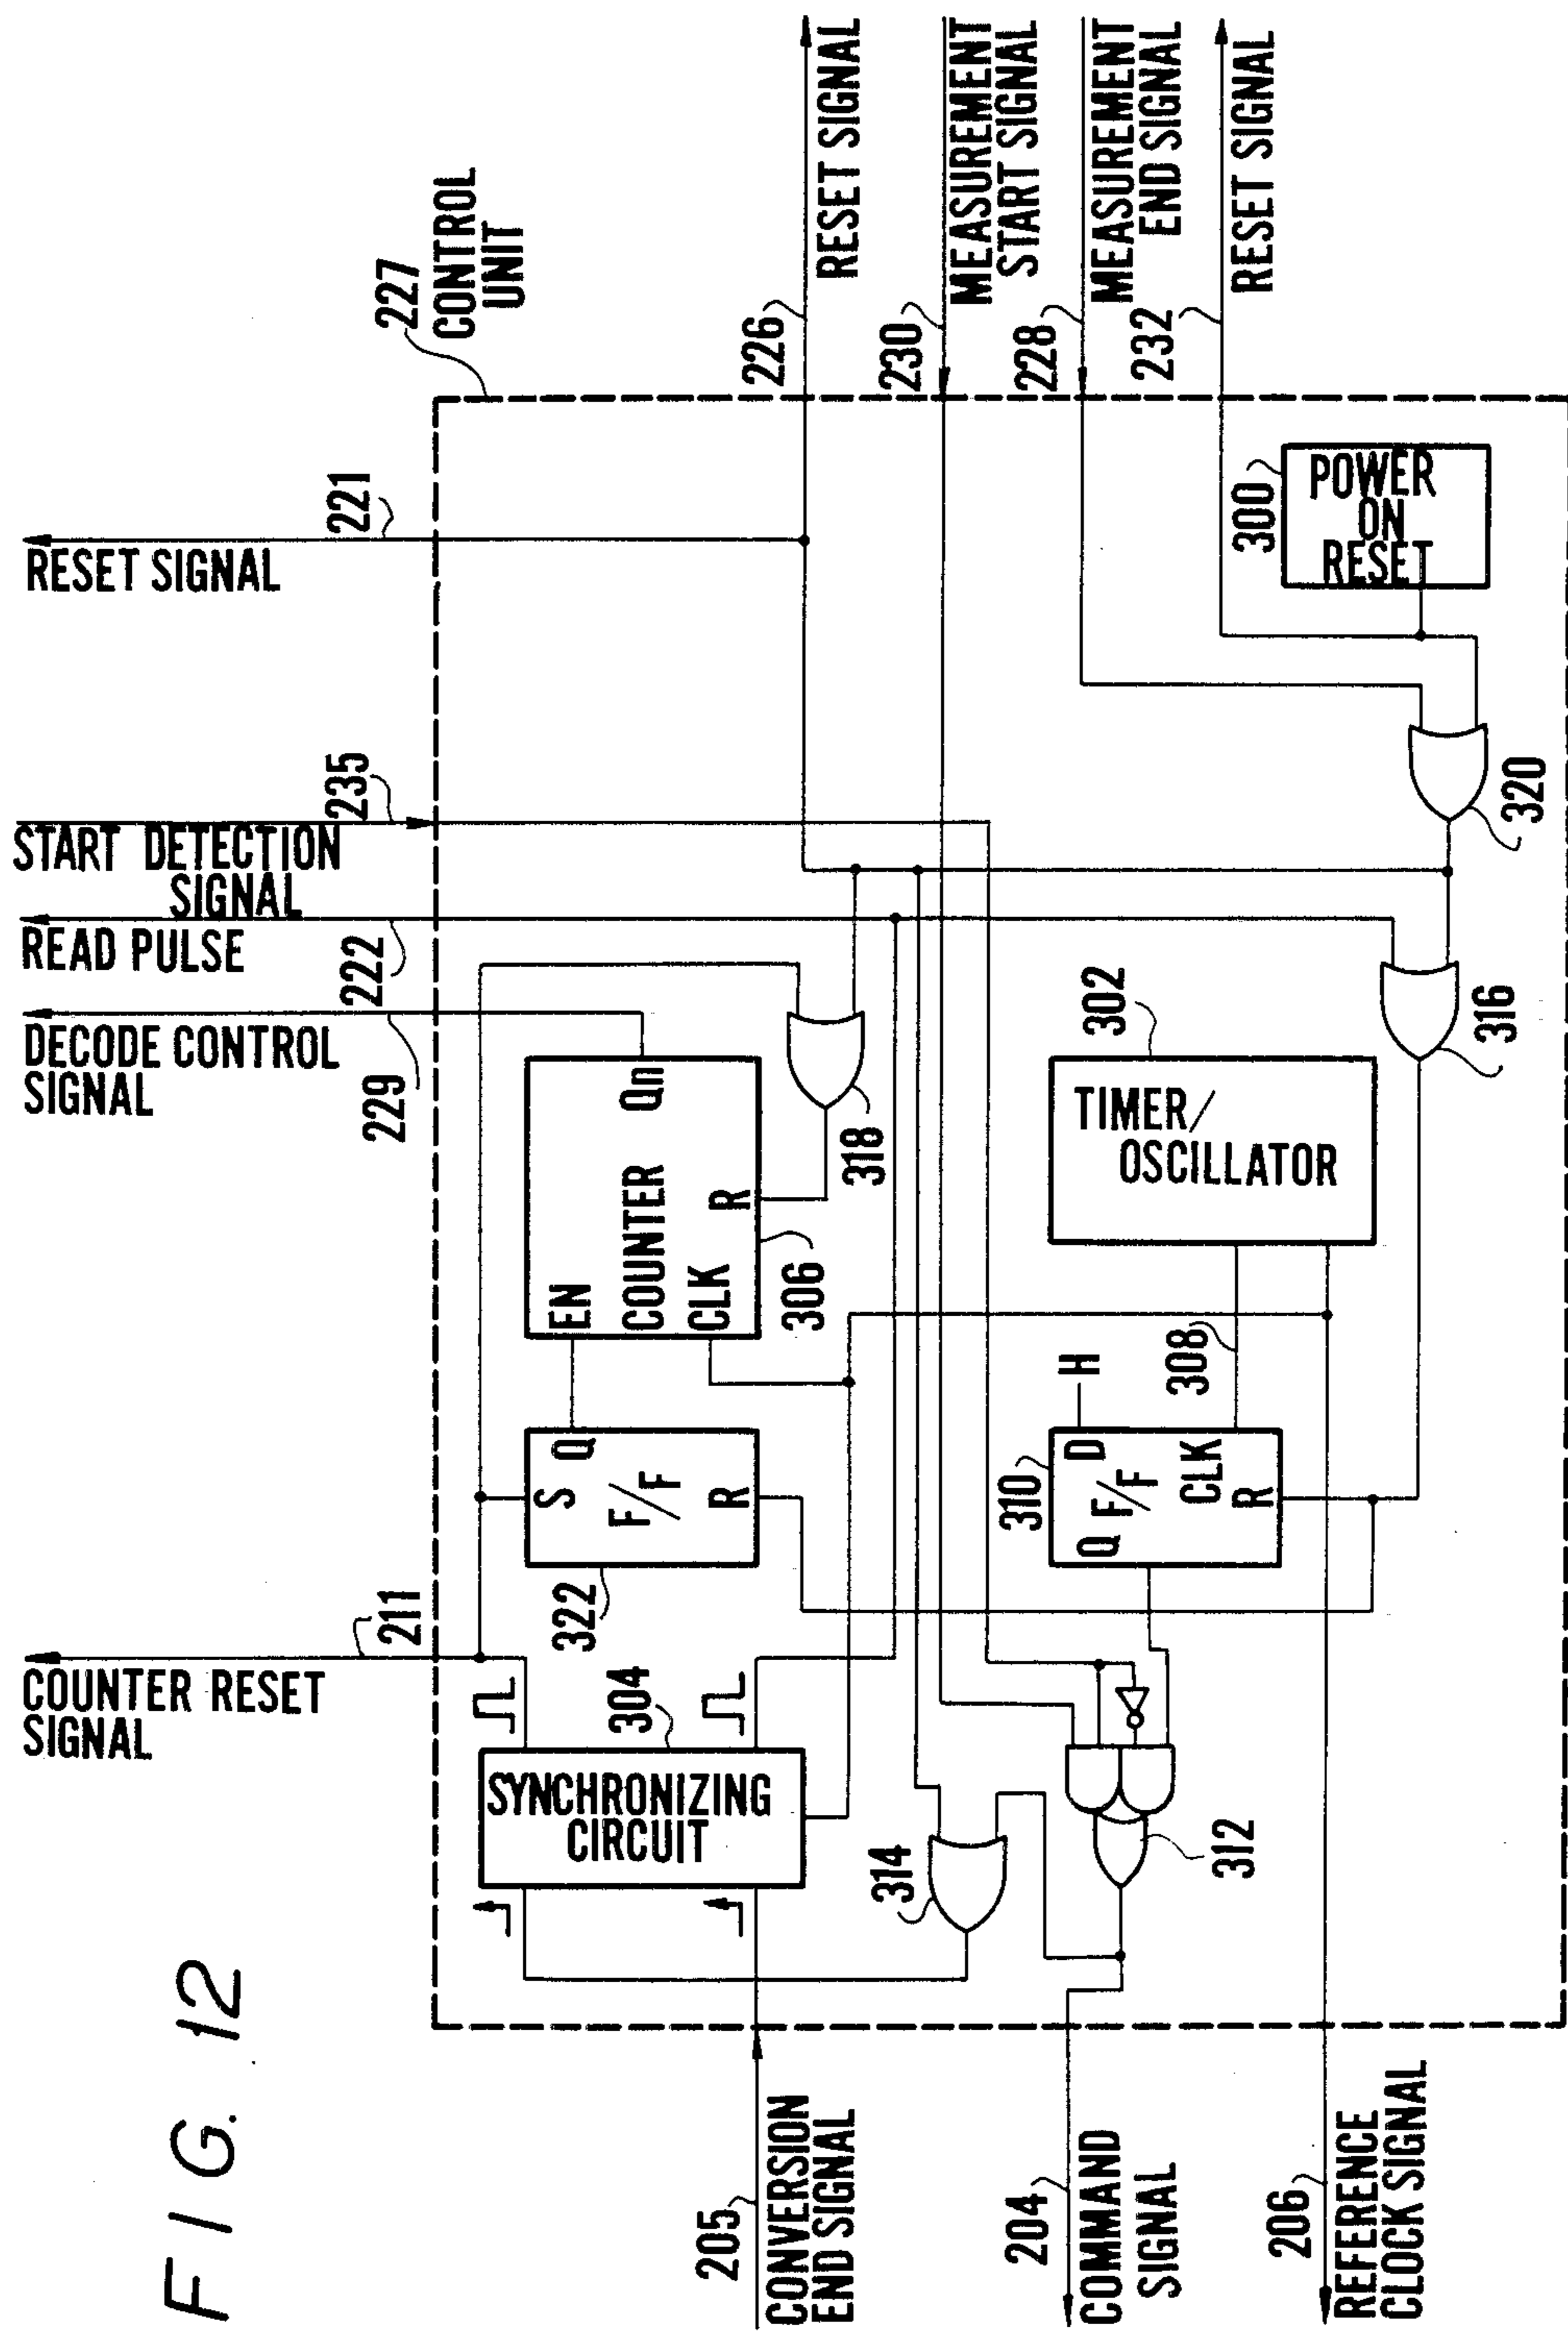 FIG. 12
COUNTER RESET
SIGNAL
211
DECODE CONTROL
SIGNAL
229
READ PULSE
222
START DETECTION
SIGNAL
235
RESET SIGNAL
221
227
CONTROL
UNIT
205
CONVERSION
END SIGNAL
204
COMMAND
SIGNAL
206
REFERENCE
CLOCK SIGNAL
226
RESET SIGNAL
230
MEASUREMENT
START SIGNAL
228
MEASUREMENT
END SIGNAL
232
RESET SIGNAL
SYNCHRONIZING
CIRCUIT
304
322
S Q
F/F
R
EN Qn
COUNTER
CLK R
306
318
314
312
310
Q D
F/F
CLK
R
H
308
302
TIMER/
OSCILLATOR
316
320
300
POWER
ON
RESET